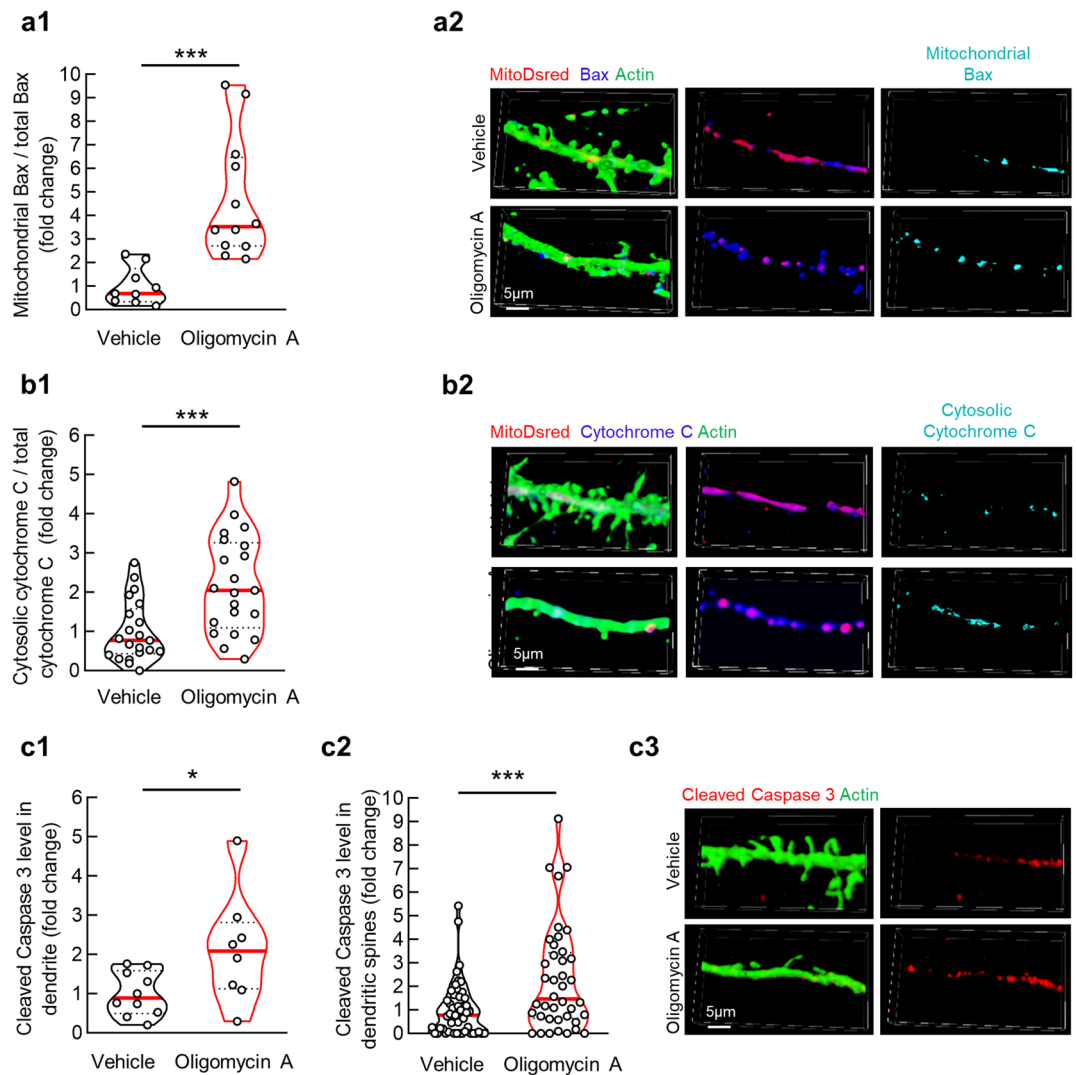 a1
***
Mitochondrial Bax / total Bax
(fold change)
10
9
8
7
6
5
4
3
2
1
0
Vehicle
Oligomycin A
a2
MitoDsred Bax Actin
Mitochondrial
Bax
Vehicle
Oligomycin A
5µm
b1
***
Cytosolic cytochrome C / total
cytochrome C (fold change)
6
5
4
3
2
1
0
Vehicle
Oligomycin A
b2
MitoDsred Cytochrome C Actin
Cytosolic
Cytochrome C
5µm
c1
*
Cleaved Caspase 3 level in
dendrite (fold change)
6
5
4
3
2
1
0
Vehicle
Oligomycin A
c2
***
Cleaved Caspase 3 level in
dendritic spines (fold change)
10
9
8
7
6
5
4
3
2
1
0
Vehicle
Oligomycin A
c3
Cleaved Caspase 3 Actin
Vehicle
Oligomycin A
5µm